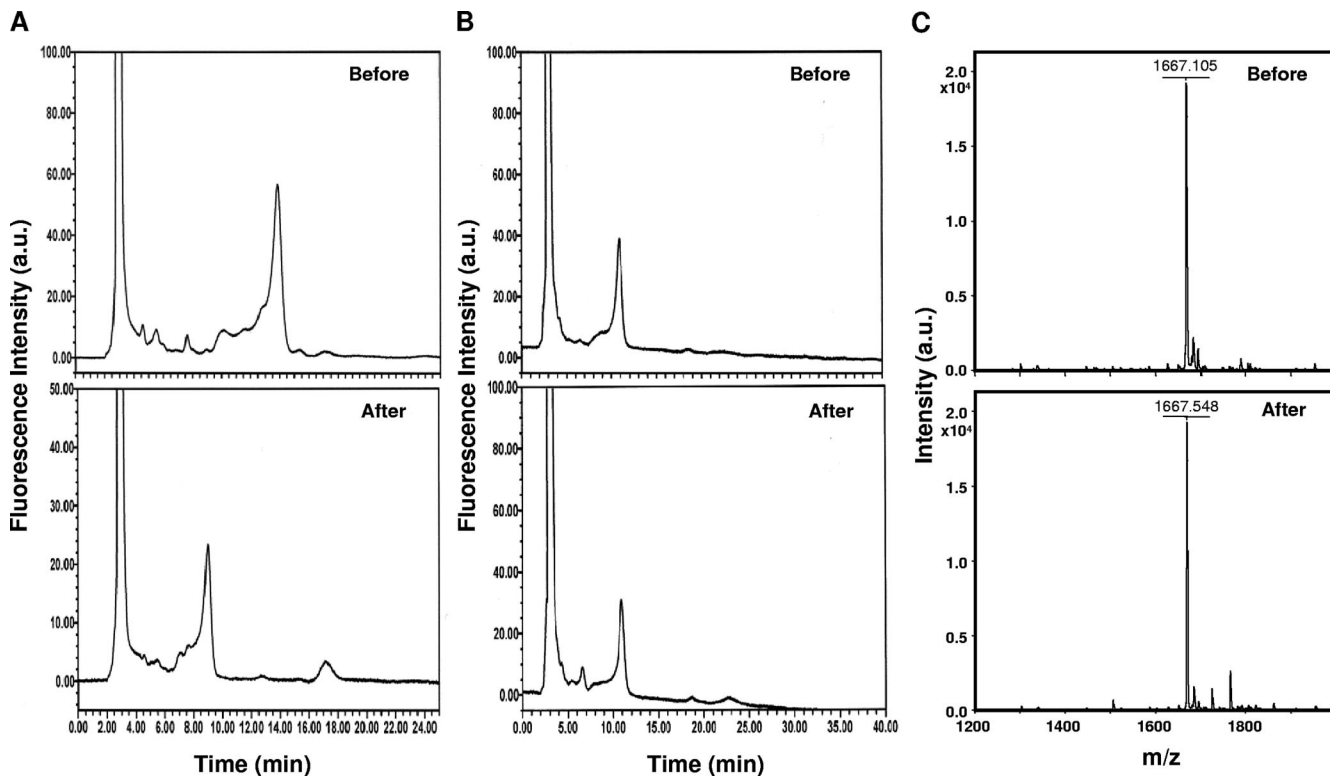 A
B
C
Before
100.00
80.00
60.00
40.00
20.00
0.00
After
50.00
40.00
30.00
20.00
10.00
0.00
0.00 2.00 4.00 6.00 8.00 10.00 12.00 14.00 16.00 18.00 20.00 22.00 24.00
Fluorescence Intensity (a.u.)
Time (min)
Before
100.00
80.00
60.00
40.00
20.00
0.00
After
100.00
80.00
60.00
40.00
20.00
0.00
0.00 5.00 10.00 15.00 20.00 25.00 30.00 35.00 40.00
Fluorescence Intensity (a.u.)
Time (min)
1667.105
Before
2.0
x10⁴
1.5
1.0
0.5
0.0
1667.548
After
2.0
x10⁴
1.5
1.0
0.5
0.0
1200 1400 1600 1800
Intensity (a.u.)
m/z